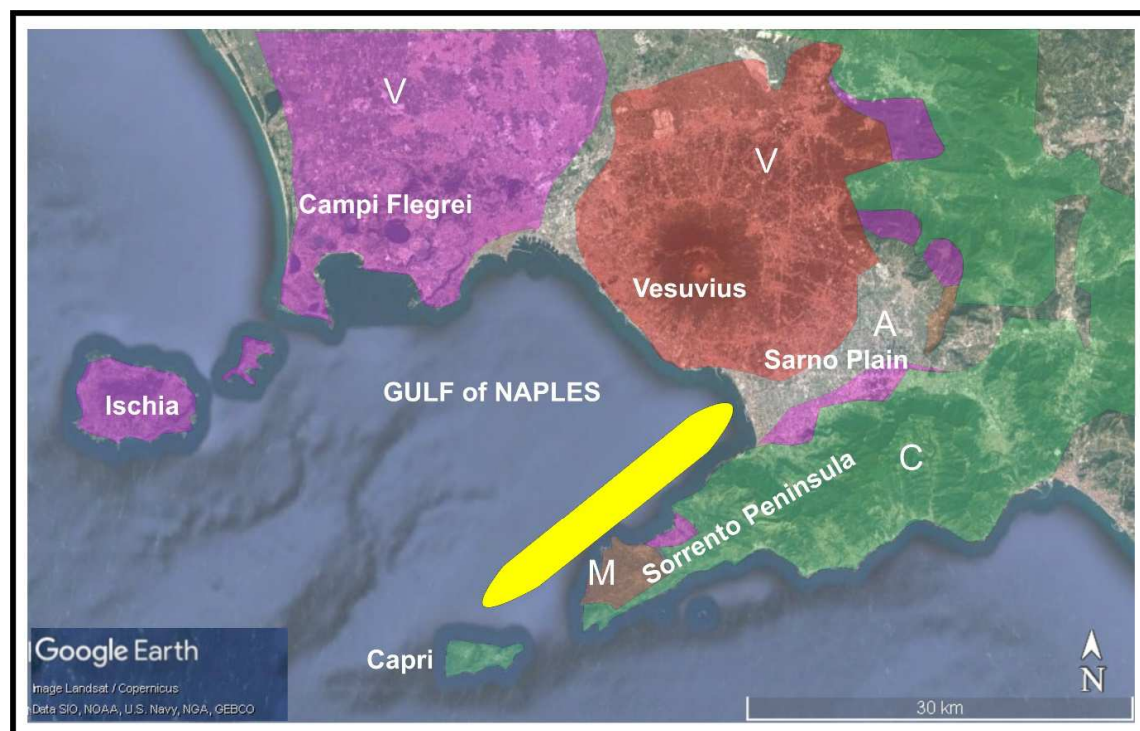 V
V
Campi Flegrei
Vesuvius
A
Sarno Plain
GULF of NAPLES
Ischia
C
Sorrento Peninsula
M
Capri
Google Earth
Image Landsat / Copernicus
Data SIO, NOAA, U.S. Navy, NGA, GEBCO
N
30 km